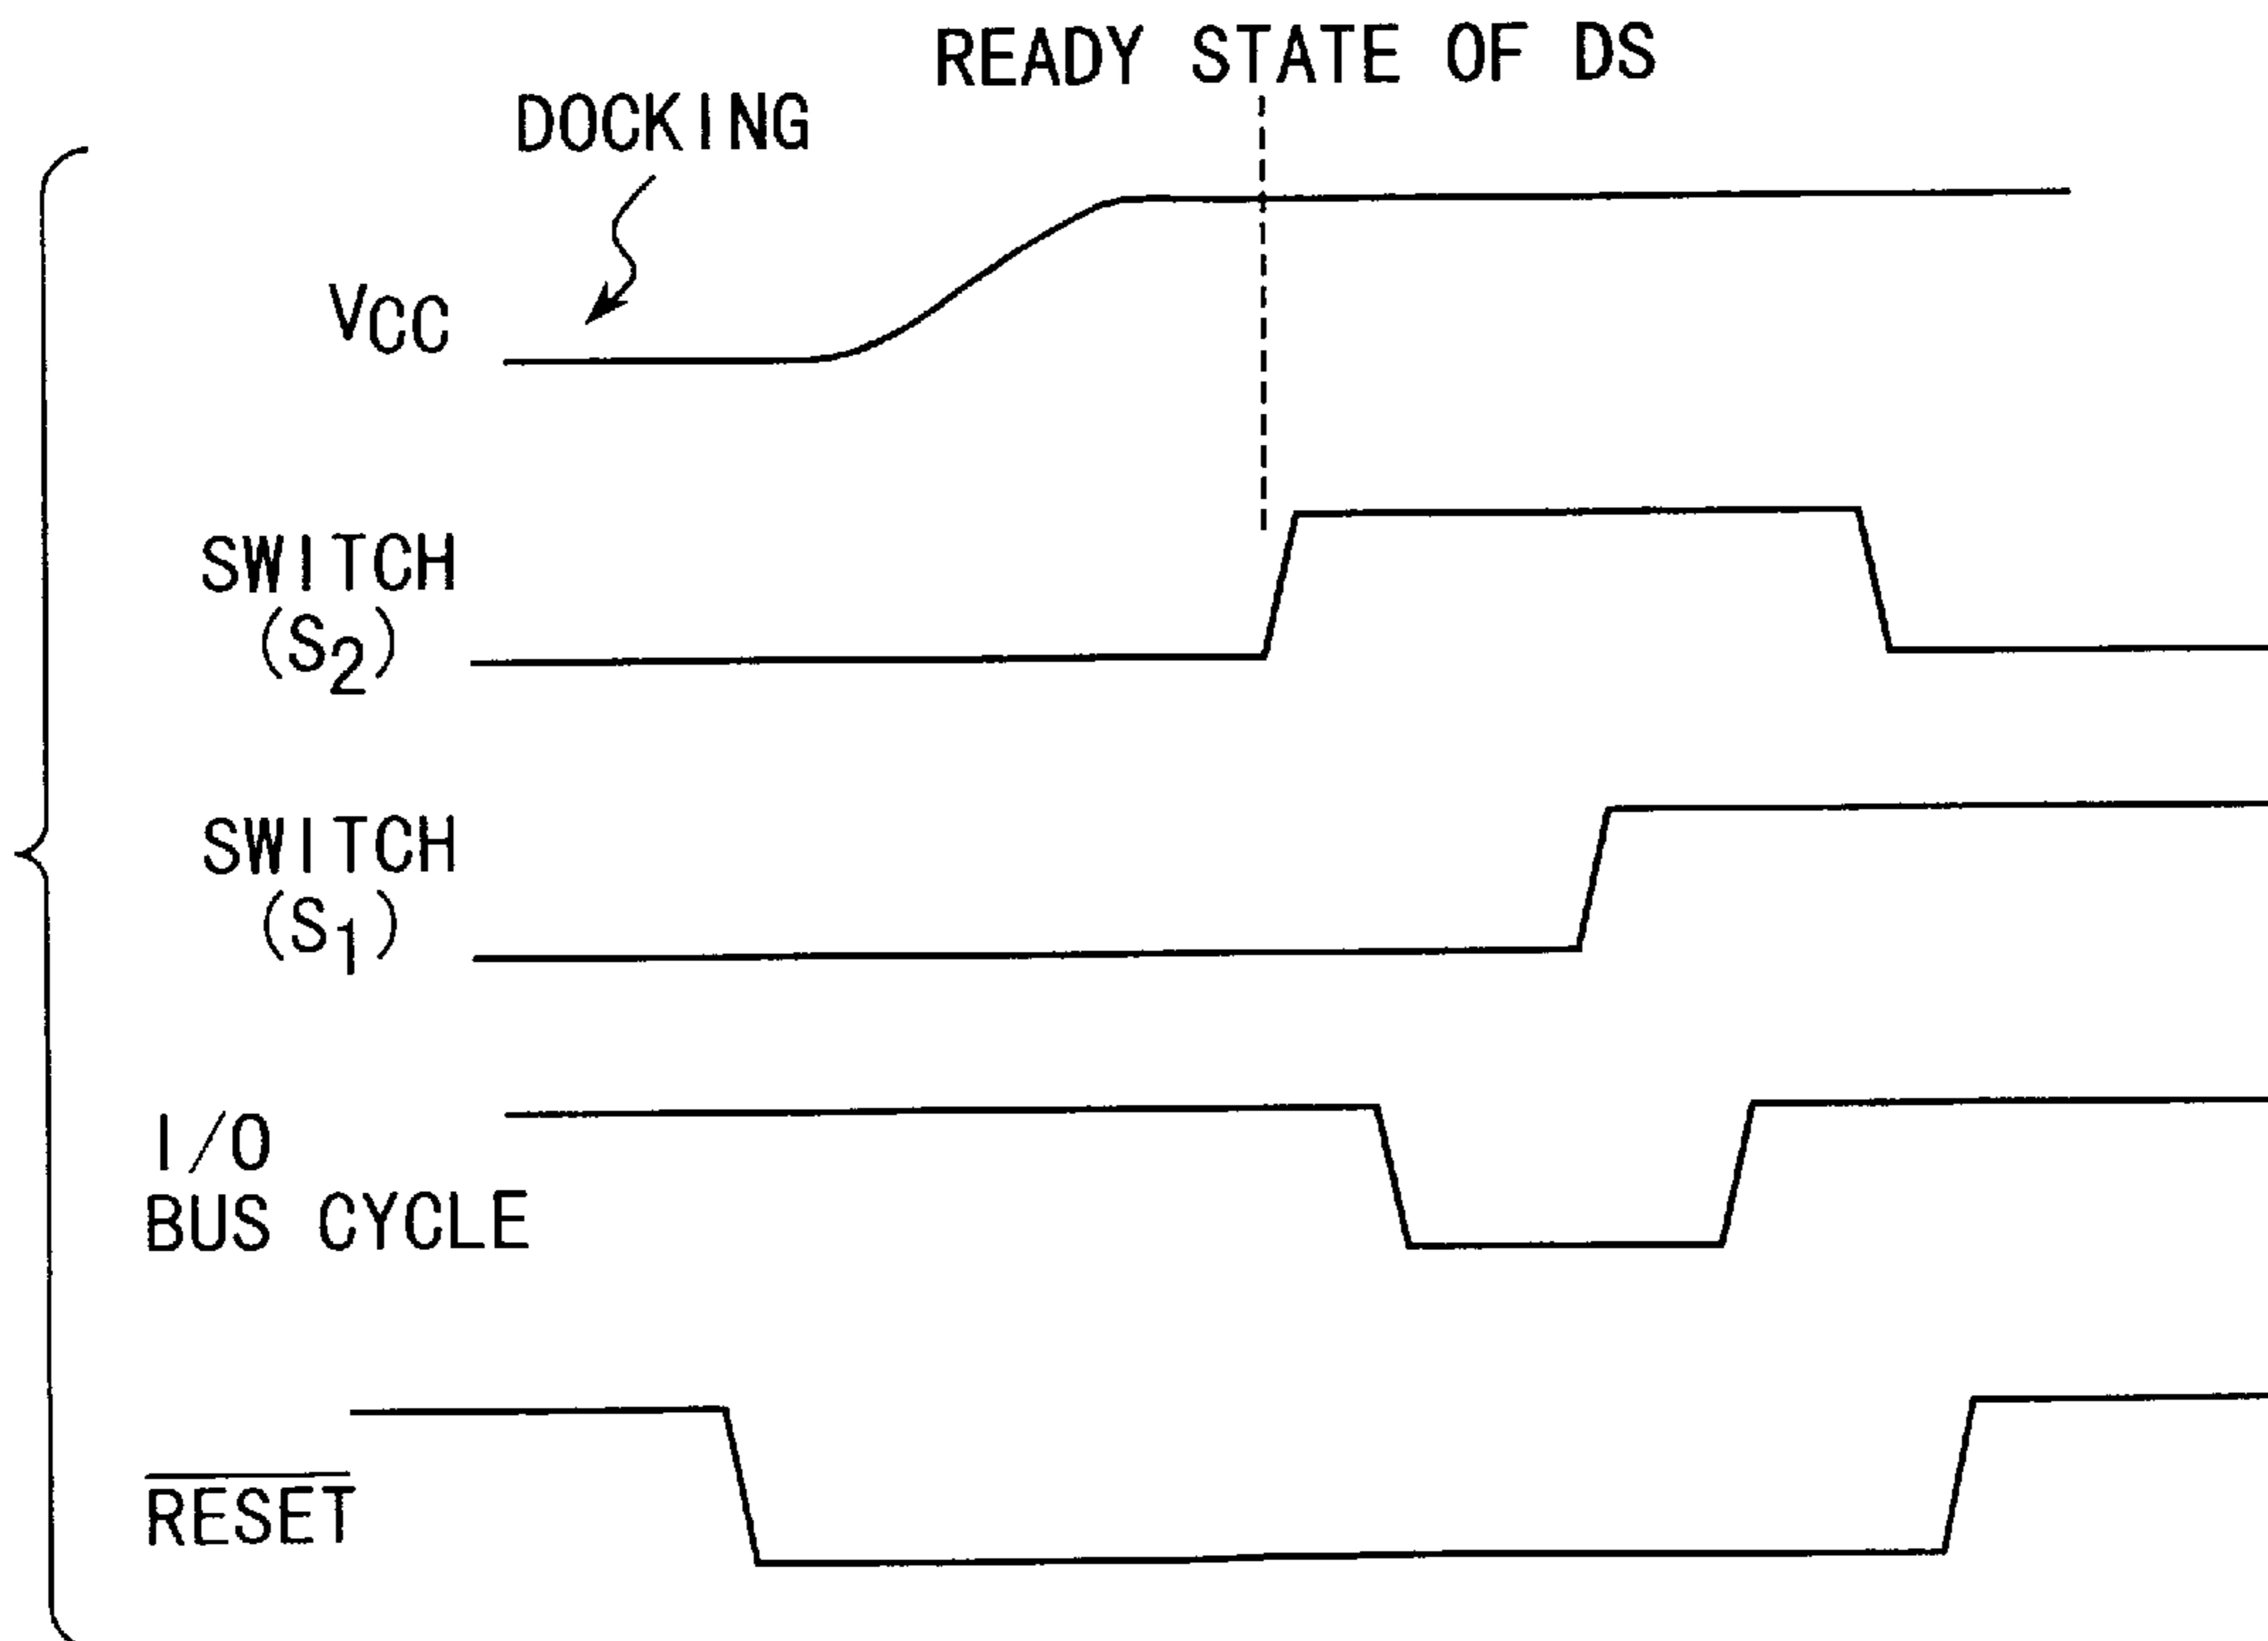 READY STATE OF DS
DOCKING
VCC
SWITCH
(S2)
SWITCH
(S1)
I/O
BUS CYCLE
RESET